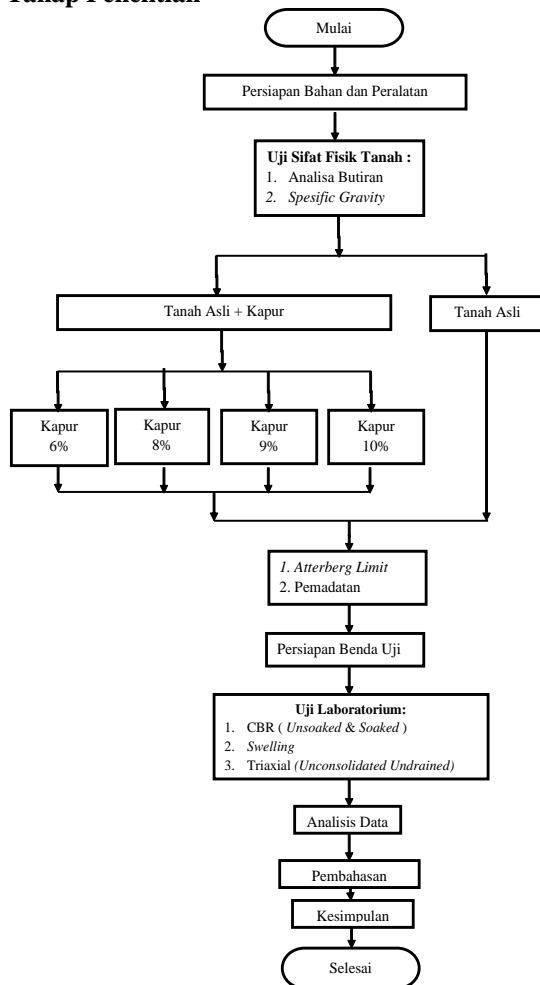 Tahap Penelitian
Mulai
Persiapan Bahan dan Peralatan
Uji Sifat Fisik Tanah :
1. Analisa Butiran
2. Spesific Gravity
Tanah Asli + Kapur
Tanah Asli
Kapur
6%
Kapur
8%
Kapur
9%
Kapur
10%
1. Atterberg Limit
2. Pemadatan
Persiapan Benda Uji
Uji Laboratorium:
1. CBR ( Unsoaked & Soaked )
2. Swelling
3. Triaxial (Unconsolidated Undrained)
Analisis Data
Pembahasan
Kesimpulan
Selesai